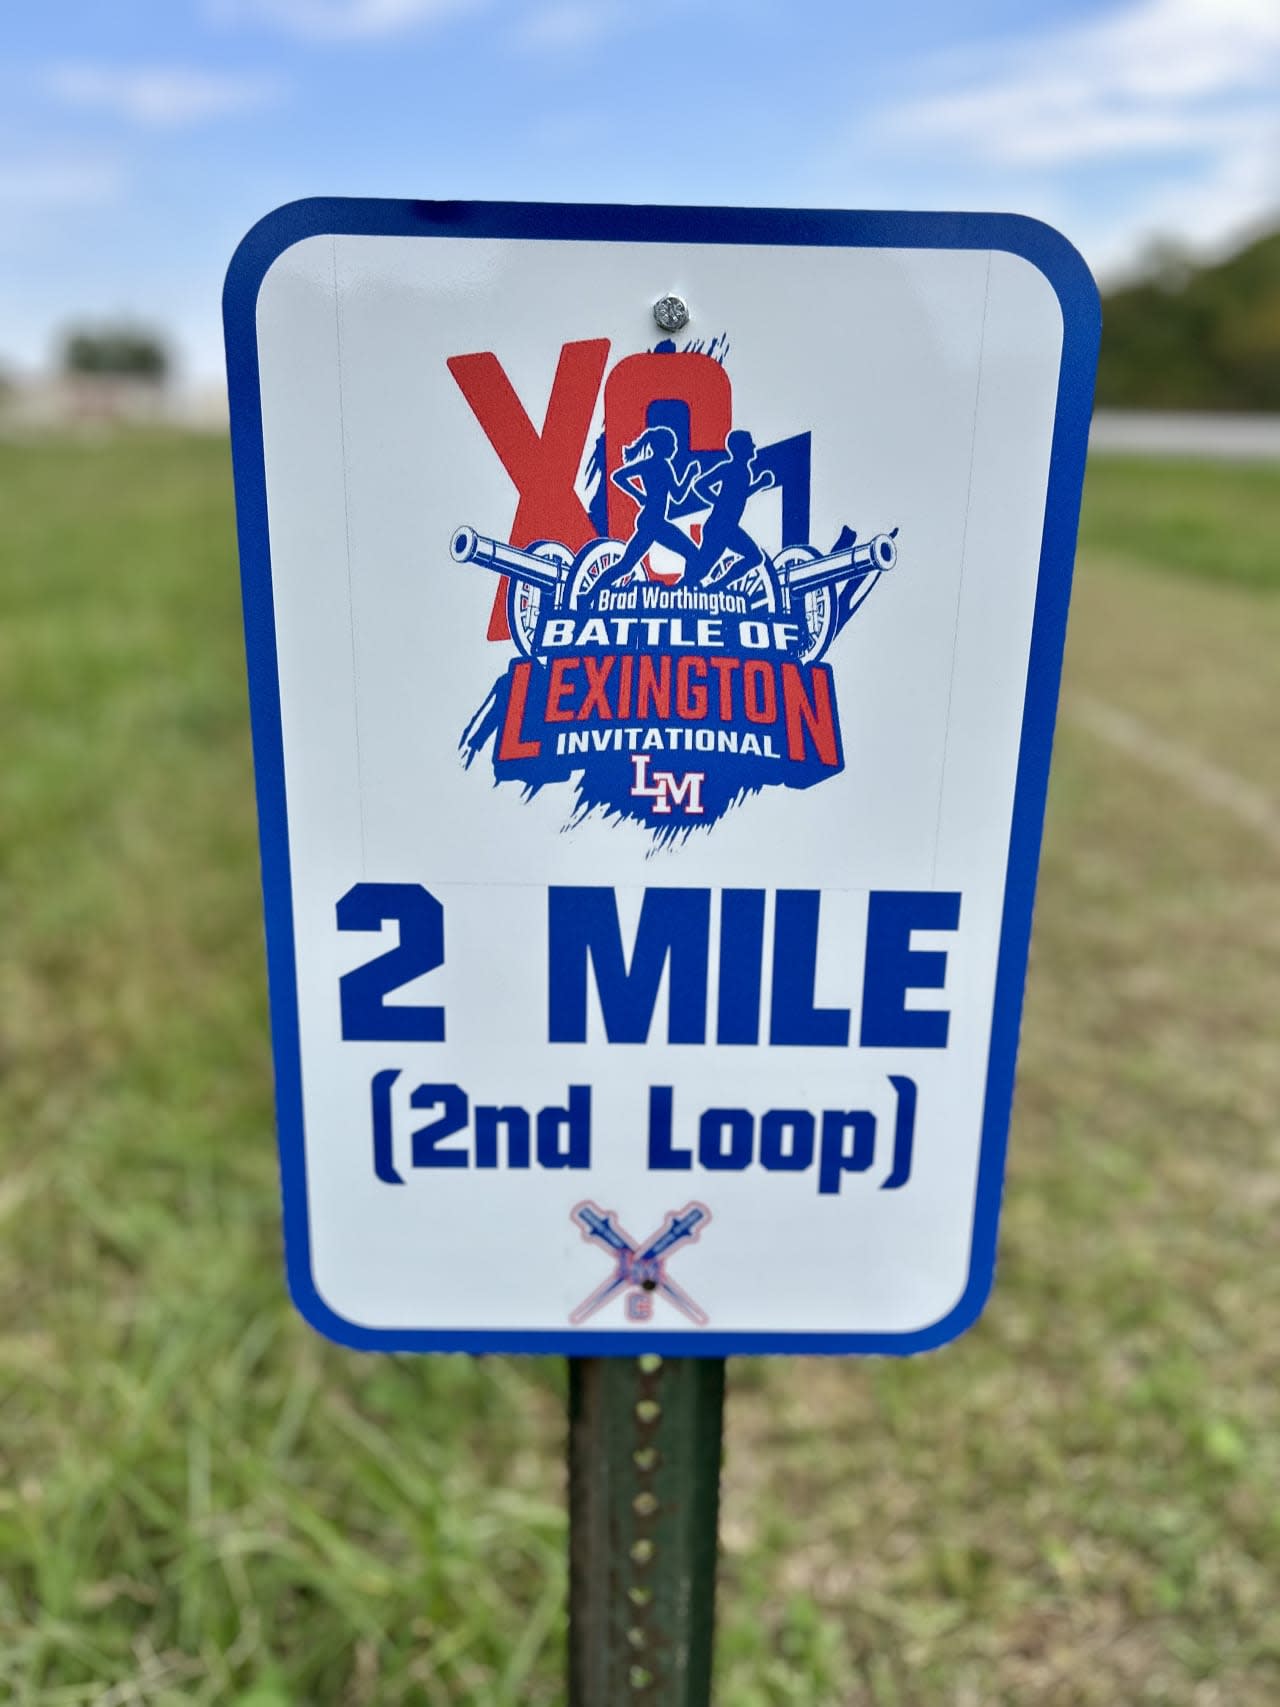 XC
Brad Worthington
BATTLE OF
LEXINGTON
INVITATIONAL
LM
2 MILE
(2nd Loop)